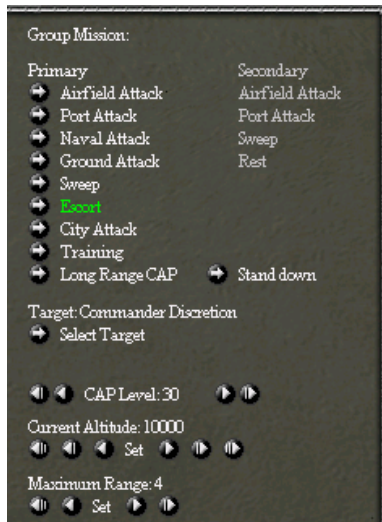 Group Mission:
Primary Secondary
Airfield Attack Airfield Attack
Port Attack Port Attack
Naval Attack Sweep
Ground Attack Rest
Sweep
Escort
City Attack
Training
Long Range CAP Stand down
Target: Commander Discretion
Select Target
CAP Level: 30
Current Altitude: 10000
Set
Maximum Range: 4
Set